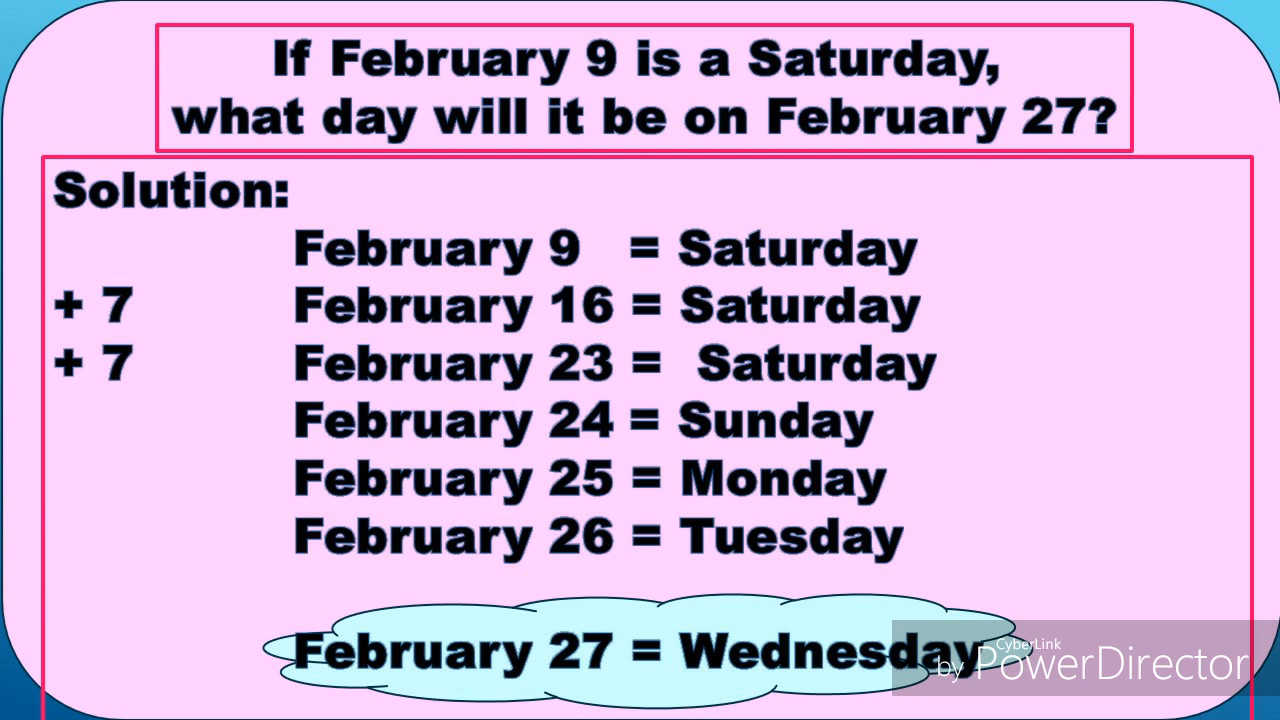 If February 9 is a Saturday,
what day will it be on February 27?
Solution:
February 9 = Saturday
+ 7 February 16 = Saturday
+ 7 February 23 = Saturday
February 24 = Sunday
February 25 = Monday
February 26 = Tuesday
February 27 = Wednesday
CyberLink
by PowerDirector